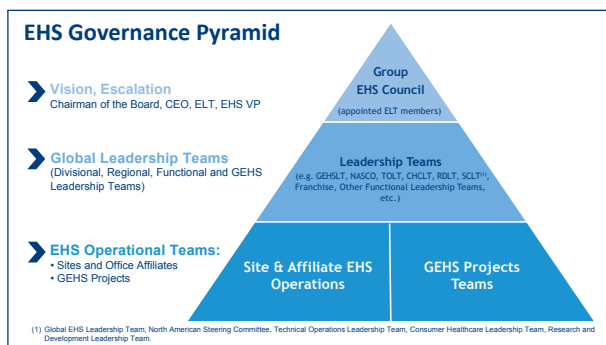 EHS Governance Pyramid
Vision, Escalation
Chairman of the Board, CEO, ELT, EHS VP
Global Leadership Teams
(Divisional, Regional, Functional and GEHS
Leadership Teams)
EHS Operational Teams:
• Sites and Office Affiliates
• GEHS Projects
Group
EHS Council
(appointed ELT members)
Leadership Teams
(e.g. GEHSLT, NASCO, TOLT, CHCLT, RDLT, SCLT(1),
Franchise, Other Functional Leadership Teams,
etc.)
Site & Affiliate EHS
Operations
GEHS Projects
Teams
(1) Global EHS Leadership Team, North American Steering Committee, Technical Operations Leadership Team, Consumer Healthcare Leadership Team, Research and
Development Leadership Team.